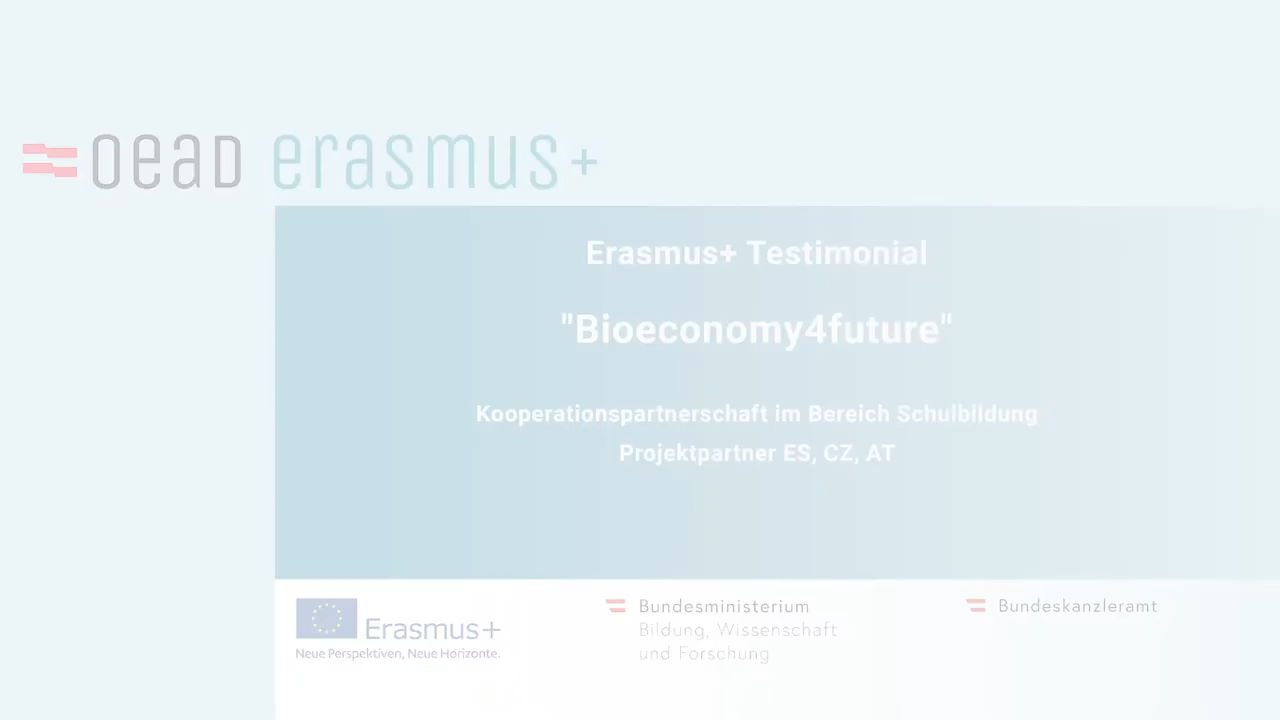 oead erasmus+
Erasmus+ Testimonial
"Bioeconomy4future"
Kooperationspartnerschaft im Bereich Schulbildung
Projektpartner ES, CZ, AT
Erasmus+
Neue Perspektiven, Neue Horizonte.
Bundesministerium
Bildung, Wissenschaft
und Forschung
Bundeskanzleramt